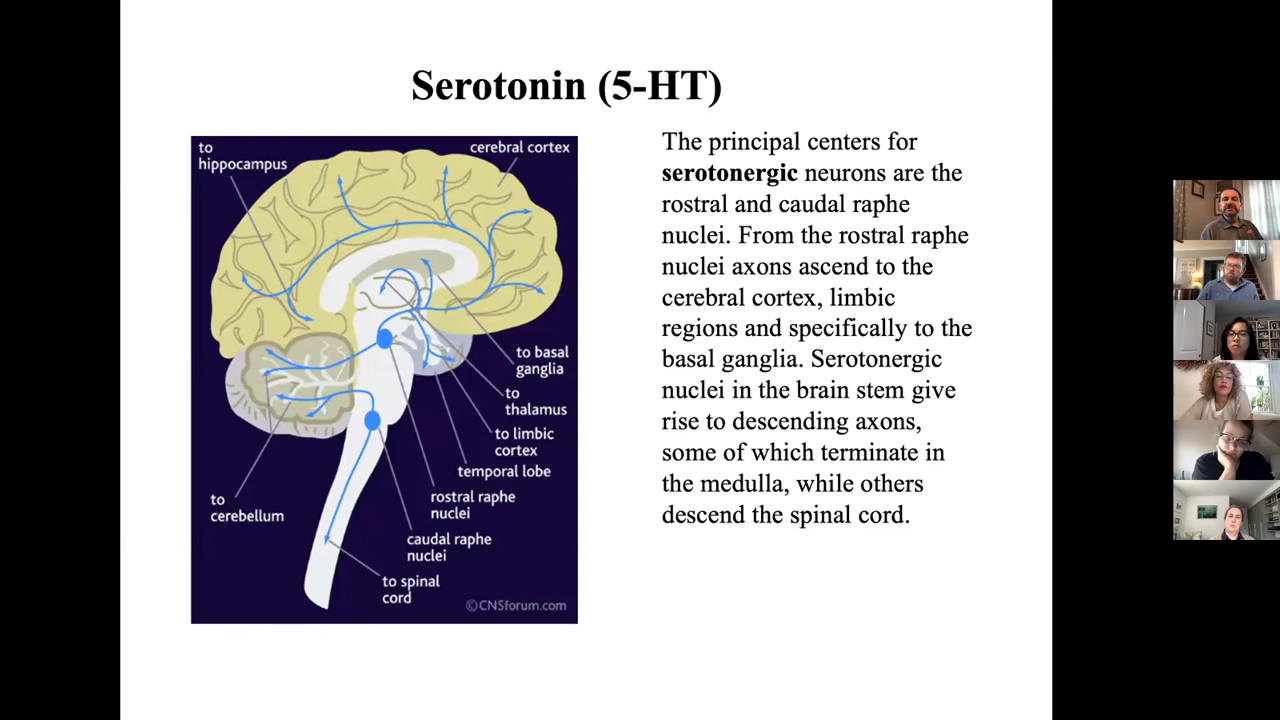 Serotonin (5-HT)
to
hippocampus
cerebral cortex
to basal
ganglia
to
thalamus
to limbic
cortex
temporal lobe
rostral raphe
nuclei
caudal raphe
nuclei
to
cerebellum
to spinal
cord
©CNSforum.com
The principal centers for
serotonergic neurons are the
rostral and caudal raphe
nuclei. From the rostral raphe
nuclei axons ascend to the
cerebral cortex, limbic
regions and specifically to the
basal ganglia. Serotonergic
nuclei in the brain stem give
rise to descending axons,
some of which terminate in
the medulla, while others
descend the spinal cord.